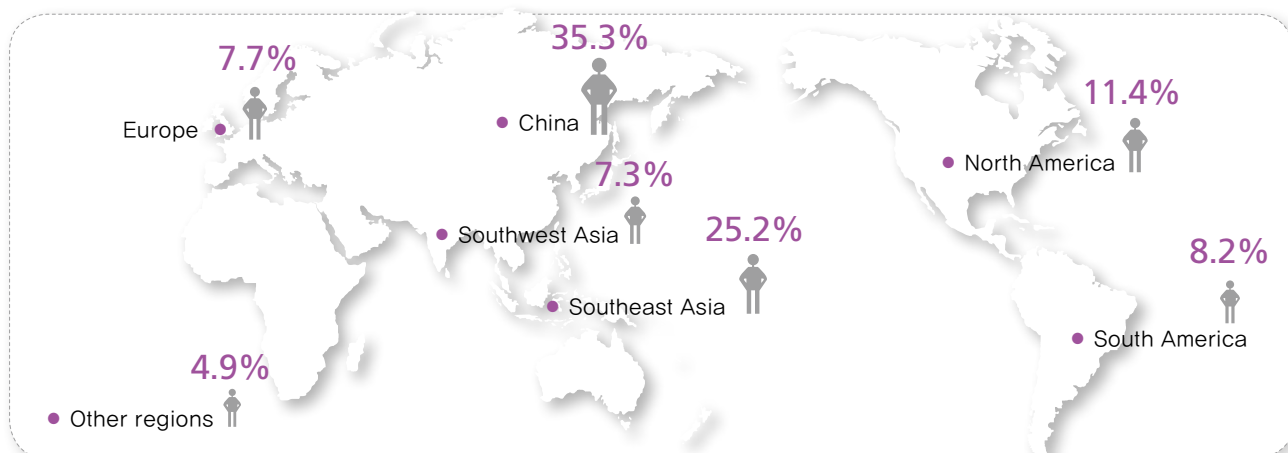 7.7%
Europe
35.3%
China
11.4%
North America
7.3%
Southwest Asia
25.2%
Southeast Asia
8.2%
South America
4.9%
Other regions